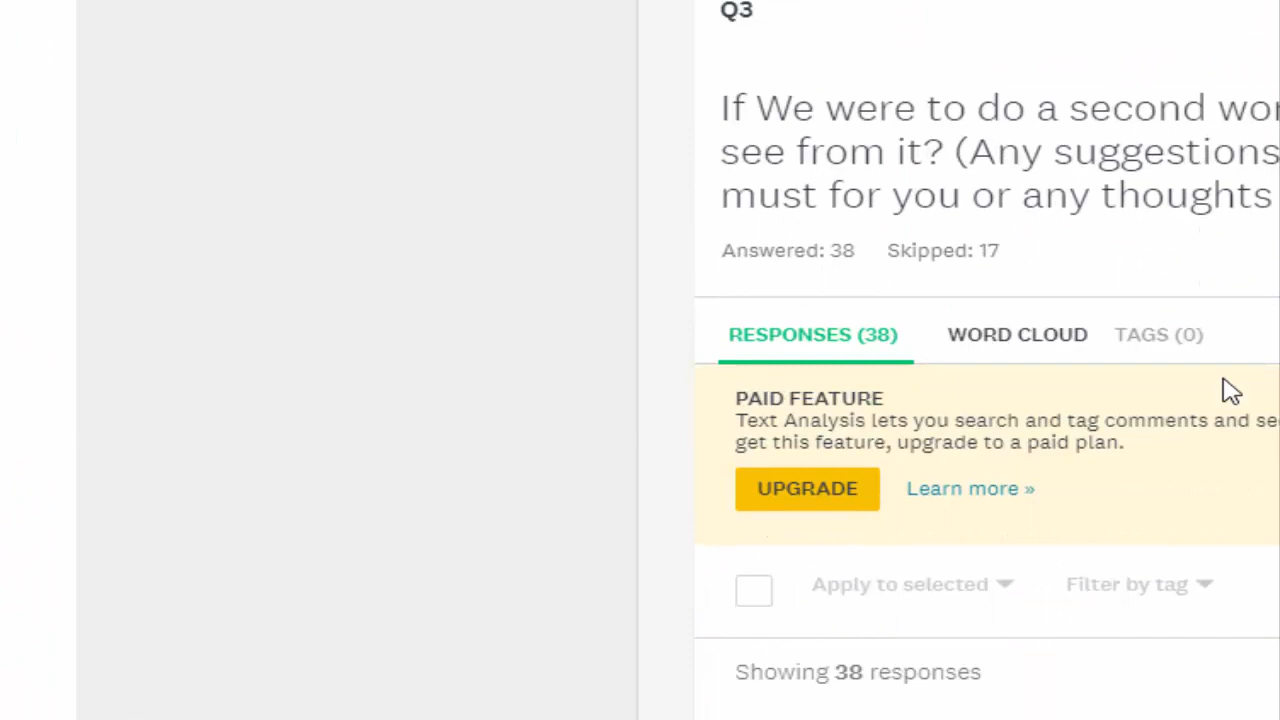 Q3
If We were to do a second
see from it? (Any suggestions
must for you or any thoughts
Answered: 38 Skipped: 17
RESPONSES (38) WORD CLOUD TAGS (0)
PAID FEATURE
Text Analysis lets you search and tag comments and
get this feature, upgrade to a paid plan.
UPGRADE Learn more »
Apply to selected Filter by tag
Showing 38 responses